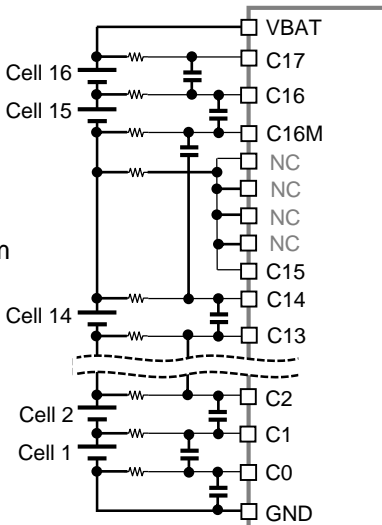 VBAT
C17
Cell 16
C16
Cell 15
C16M
NC
NC
NC
NC
C15
C14
Cell 14
C13
C2
Cell 2
C1
Cell 1
C0
GND